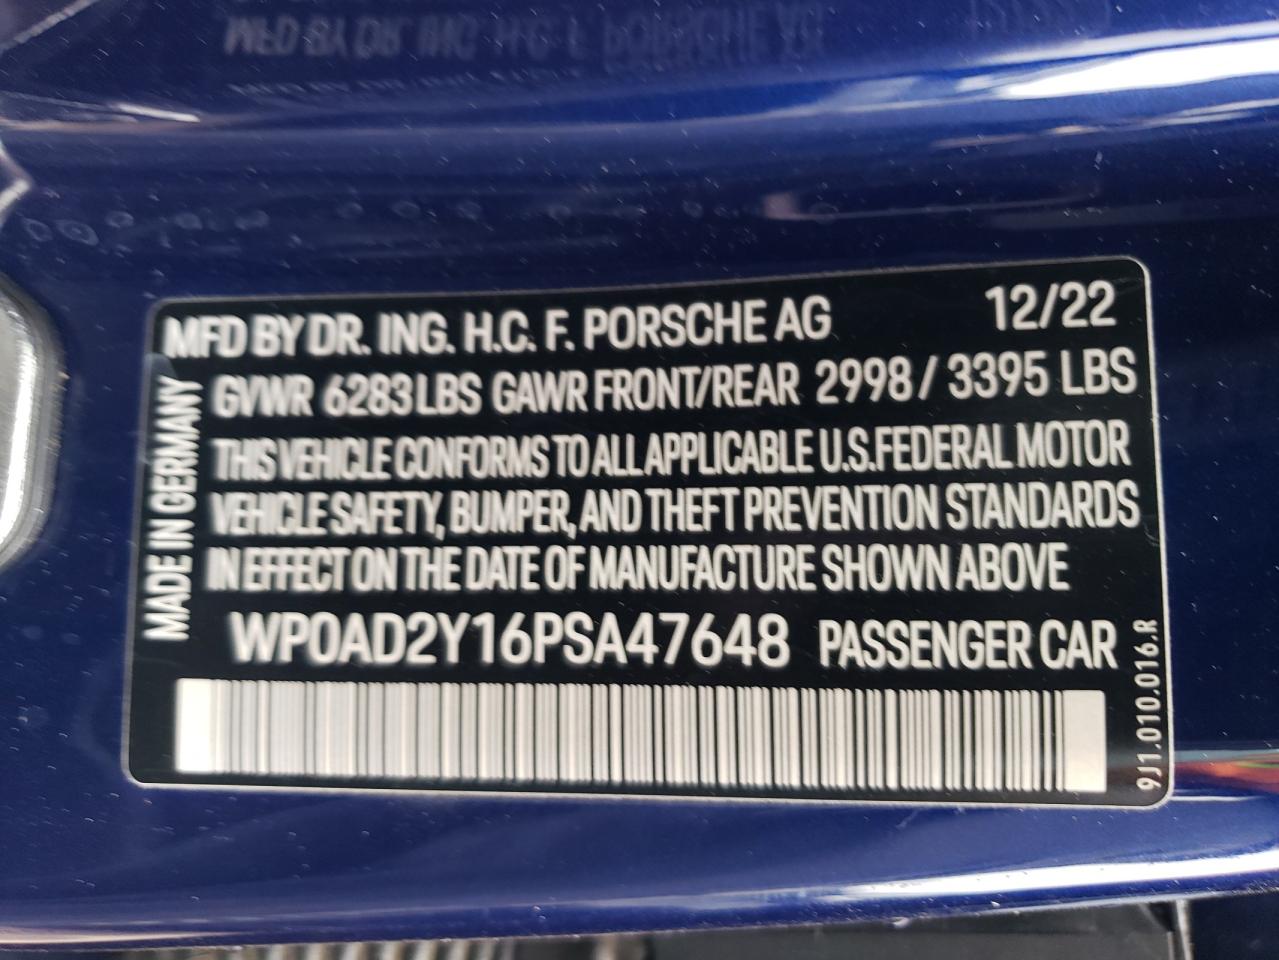 MFD BY DR. ING. H.C. F. PORSCHE AG 12/22
GVWR 6283 LBS GAWR FRONT/REAR 2998 / 3395 LBS
THIS VEHICLE CONFORMS TO ALL APPLICABLE U.S.FEDERAL MOTOR
VEHICLE SAFETY, BUMPER, AND THEFT PREVENTION STANDARDS
IN EFFECT ON THE DATE OF MANUFACTURE SHOWN ABOVE
WP0AD2Y16PSA47648 PASSENGER CAR
MADE IN GERMANY
9J1.010.016.R